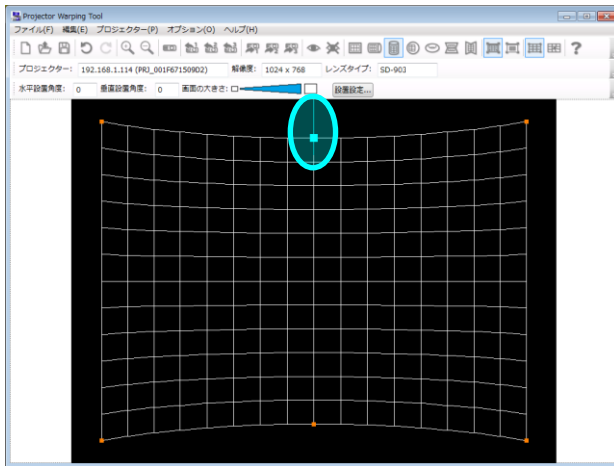 Projector Warping Tool
ファイル(F) 編集(E) プロジェクター(P) オプション(O) ヘルプ(H)
プロジェクター: 192.168.1.114 (PRJ_001F671509D2) 解像度: 1024 x 768 レンズタイプ: SD-903
水平設置角度: 0 垂直設置角度: 0 画面の大きさ: 設置設定...